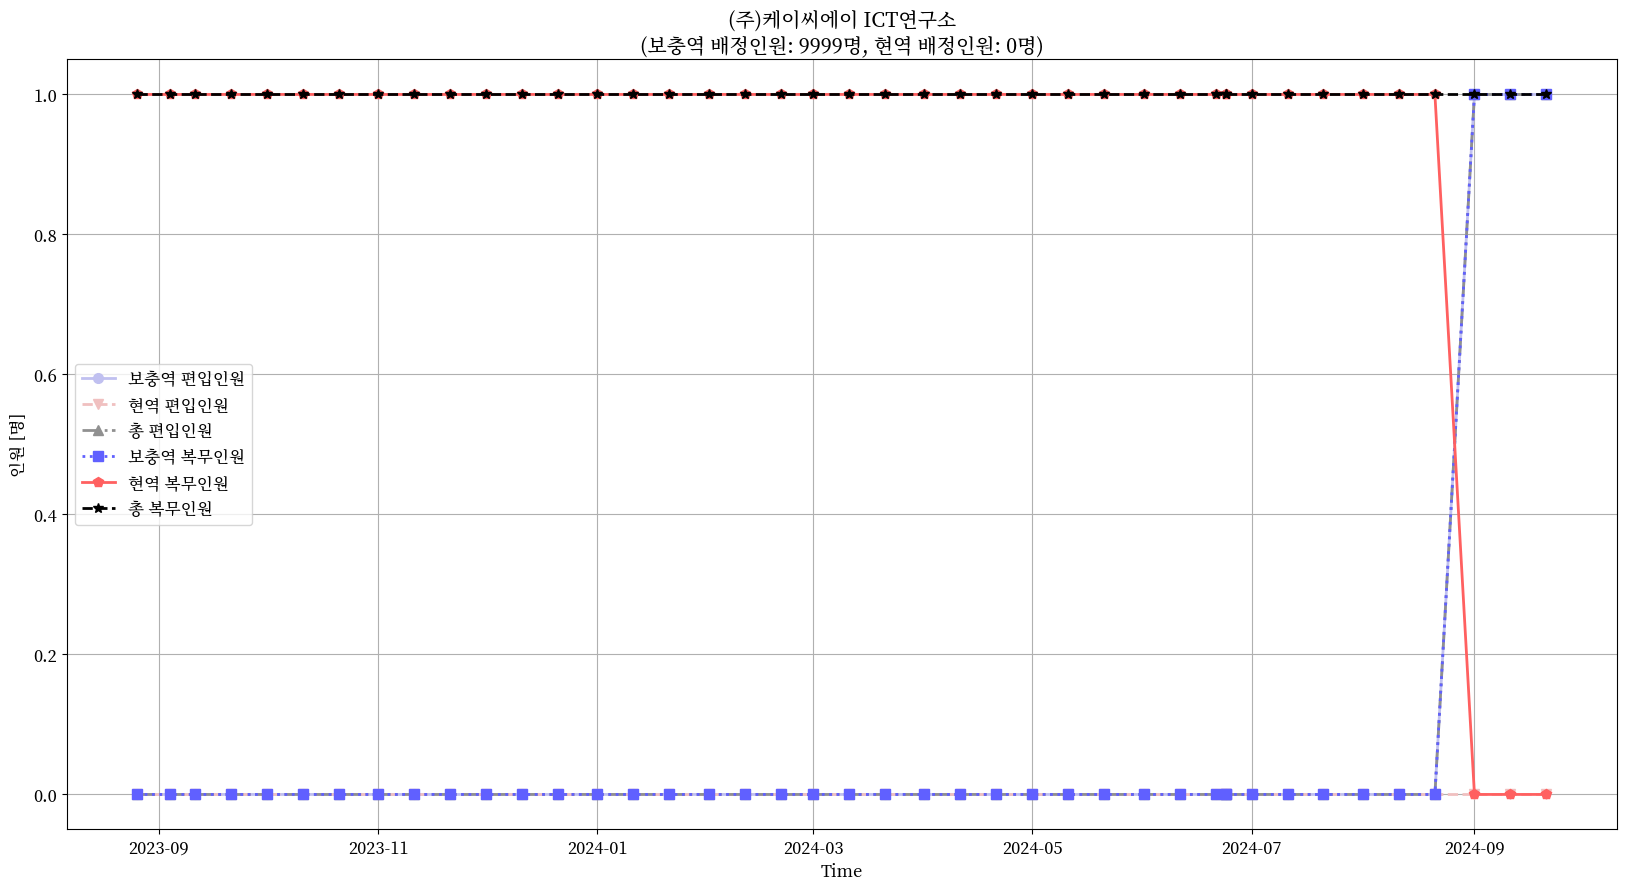 (주)케이씨에이 ICT연구소
(보충역 배정인원: 9999명, 현역 배정인원: 0명)
1.0
0.8
0.6
0.4
0.2
0.0
인원 [명]
보충역 편입인원
현역 편입인원
총 편입인원
보충역 복무인원
현역 복무인원
총 복무인원
2023-09
2023-11
2024-01
2024-03
2024-05
2024-07
2024-09
Time